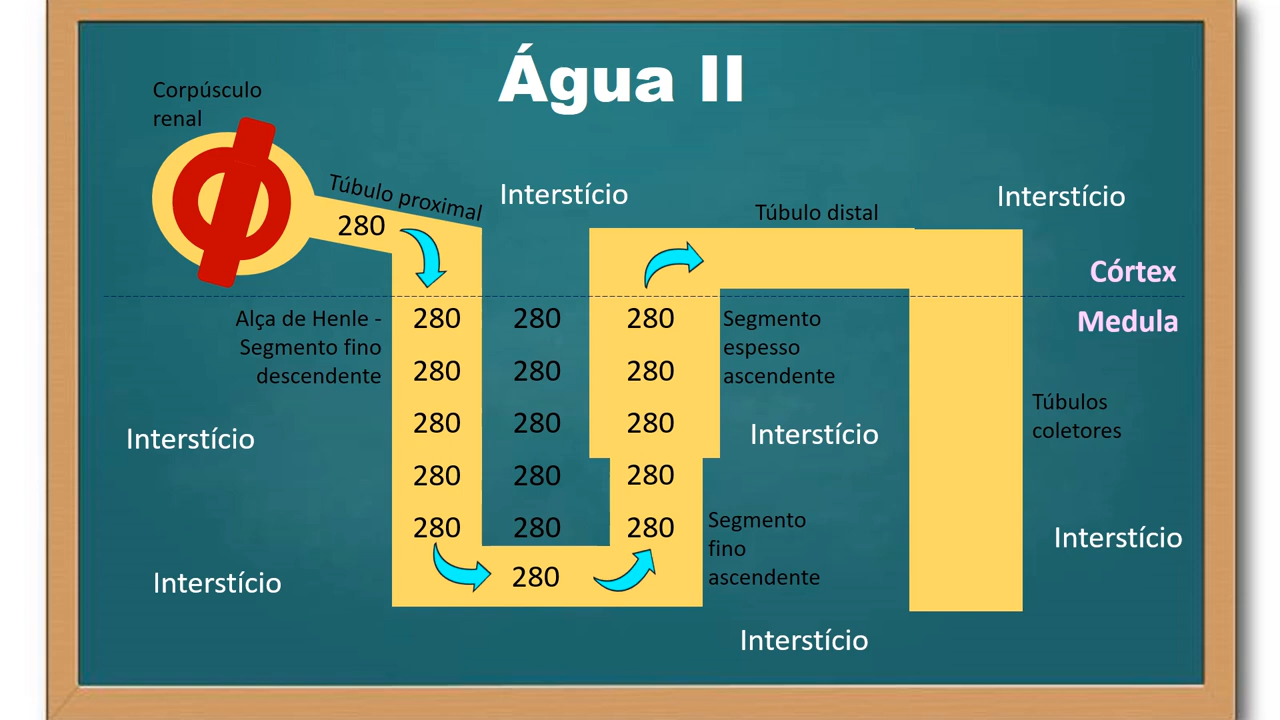 Água II
Corpúsculo
renal
Túbulo proximal
Interstício
Interstício
Túbulo distal
280
Córtex
Medula
Alça de Henle -
Segmento fino
descendente
280 280 280
280 280 280
280 280 280
280 280 280
280 280 280
280
Segmento
espesso
ascendente
Túbulos
coletores
Interstício
Interstício
Segmento
fino
ascendente
Interstício
Interstício
Interstício